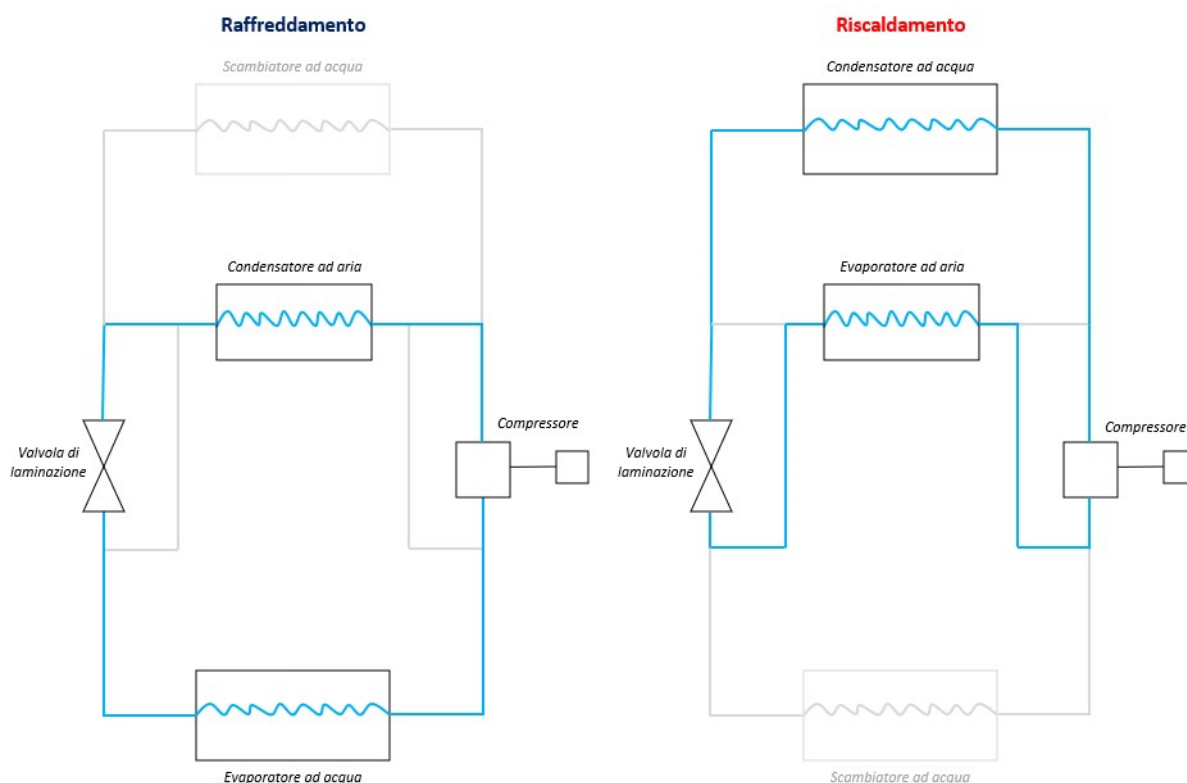 Raffreddamento
Scambiatore ad acqua
Condensatore ad aria
Compressore
Valvola di
laminazione
Evaporatore ad acqua
Riscaldamento
Condensatore ad acqua
Evaporatore ad aria
Compressore
Valvola di
laminazione
Scambiatore ad acqua